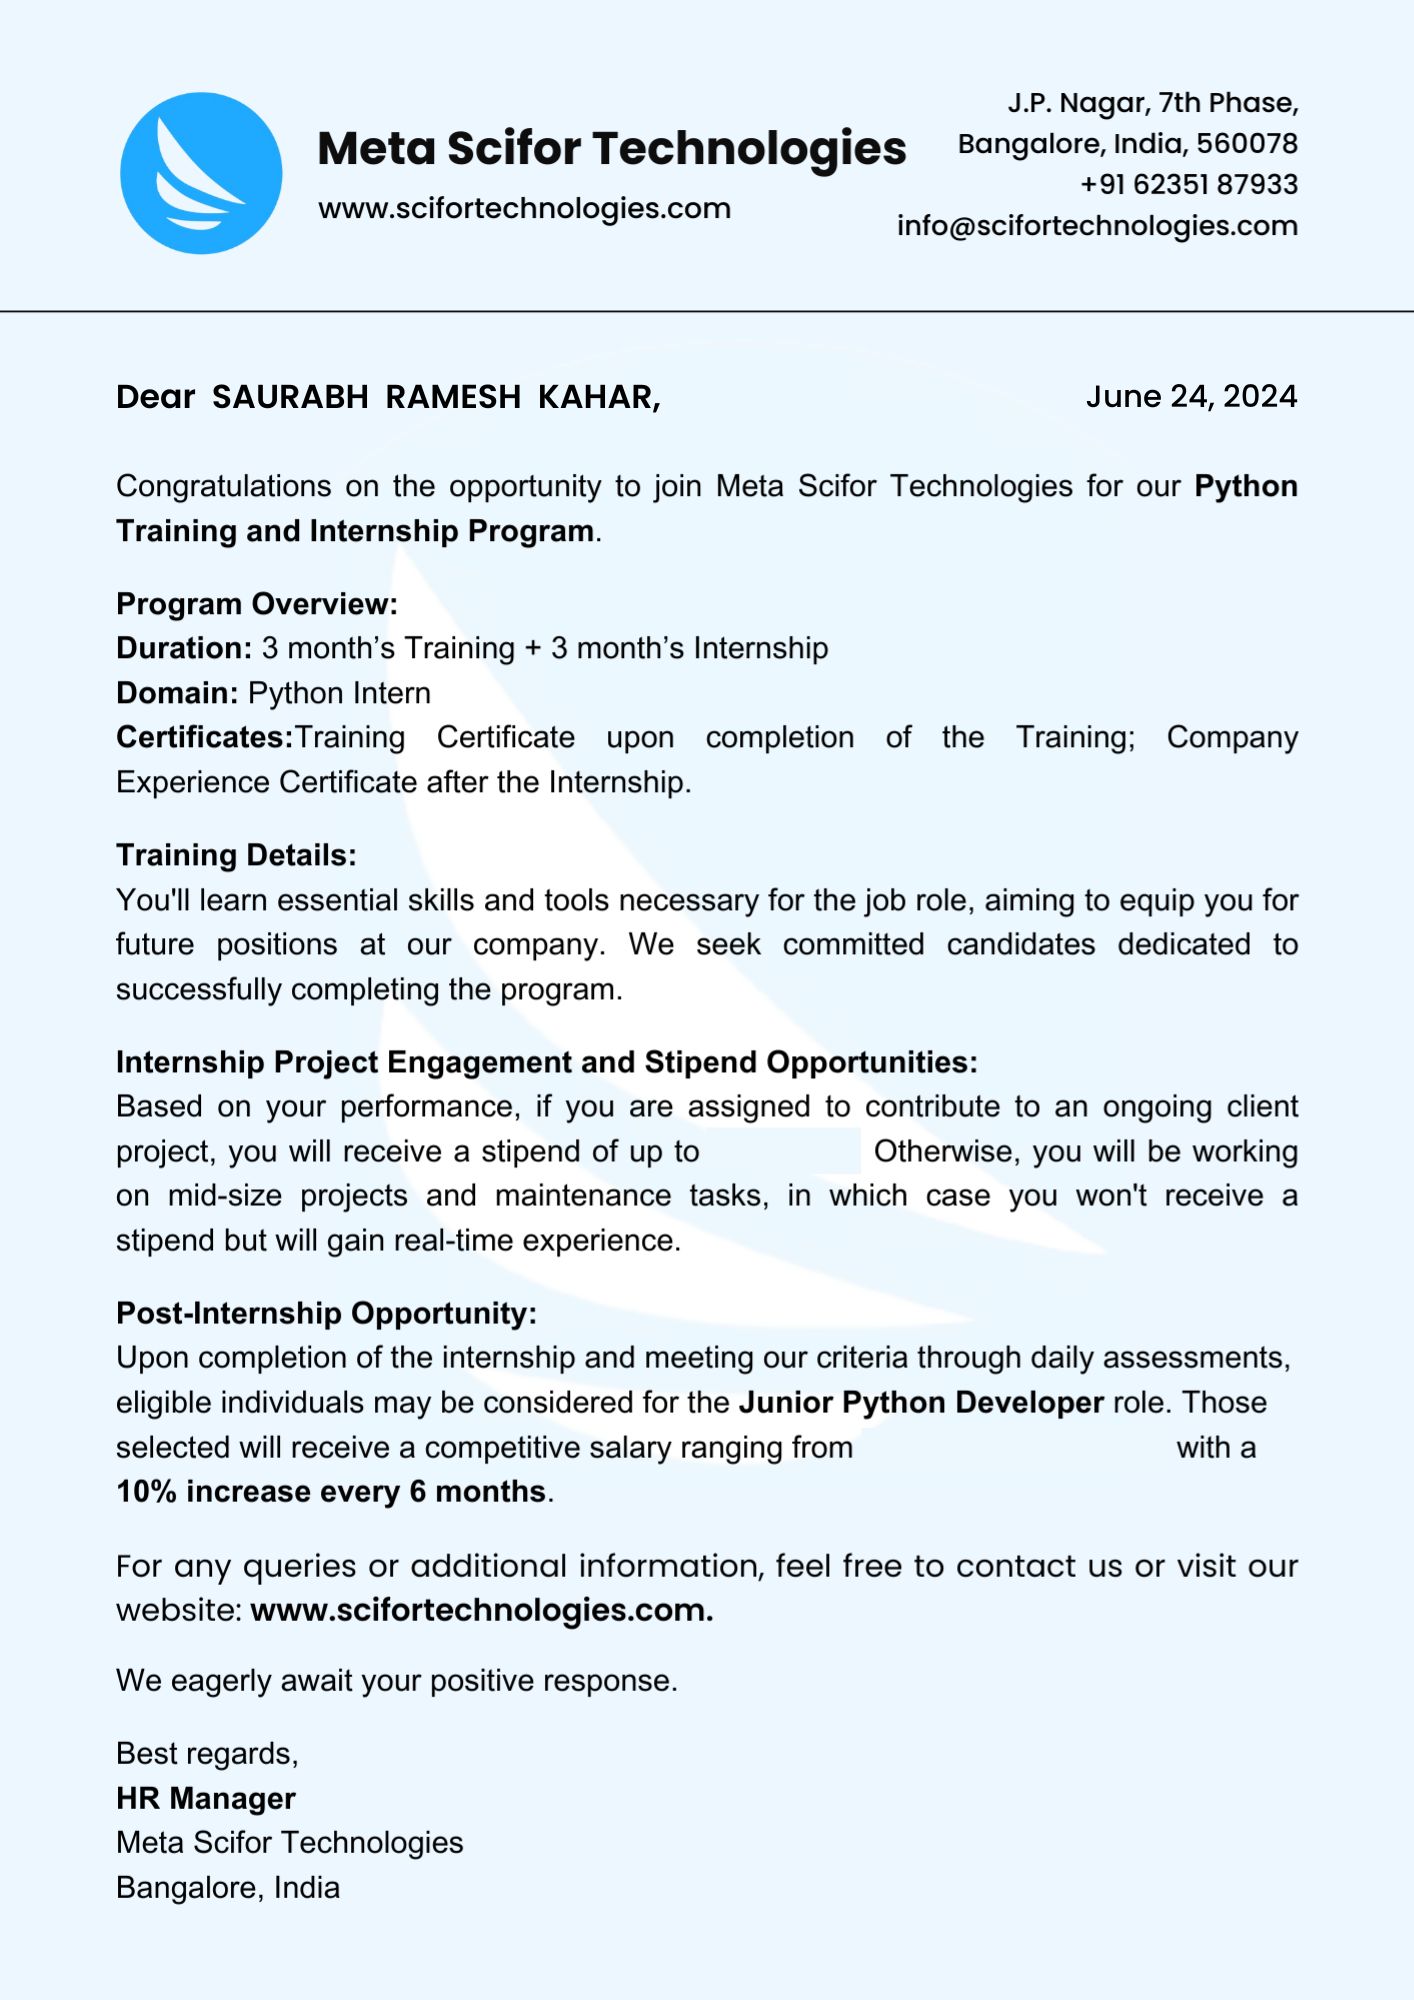 Meta Scifor Technologies
www.scifortechnologies.com
J.P. Nagar, 7th Phase,
Bangalore, India, 560078
+91 62351 87933
info@scifortechnologies.com
Dear SAURABH RAMESH KAHAR,
June 24, 2024
Congratulations on the opportunity to join Meta Scifor Technologies for our Python
Training and Internship Program.
Program Overview:
Duration: 3 month’s Training + 3 month’s Internship
Domain: Python Intern
Certificates:Training Certificate upon completion of the Training; Company
Experience Certificate after the Internship.
Training Details:
You'll learn essential skills and tools necessary for the job role, aiming to equip you for
future positions at our company. We seek committed candidates dedicated to
successfully completing the program.
Internship Project Engagement and Stipend Opportunities:
Based on your performance, if you are assigned to contribute to an ongoing client
project, you will receive a stipend of up to Otherwise, you will be working
on mid-size projects and maintenance tasks, in which case you won't receive a
stipend but will gain real-time experience.
Post-Internship Opportunity:
Upon completion of the internship and meeting our criteria through daily assessments,
eligible individuals may be considered for the Junior Python Developer role. Those
selected will receive a competitive salary ranging from with a
10% increase every 6 months.
For any queries or additional information, feel free to contact us or visit our
website: www.scifortechnologies.com.
We eagerly await your positive response.
Best regards,
HR Manager
Meta Scifor Technologies
Bangalore, India